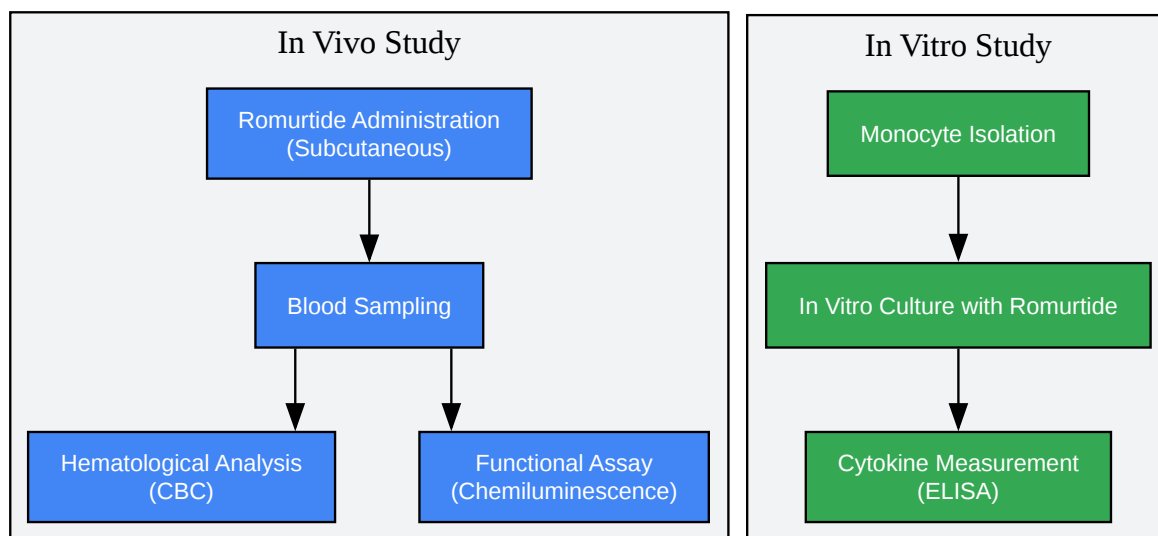 In Vivo Study
Romurtide Administration
(Subcutaneous)
Blood Sampling
Hematological Analysis
(CBC)
Functional Assay
(Chemiluminescence)
In Vitro Study
Monocyte Isolation
In Vitro Culture with Romurtide
Cytokine Measurement
(ELISA)